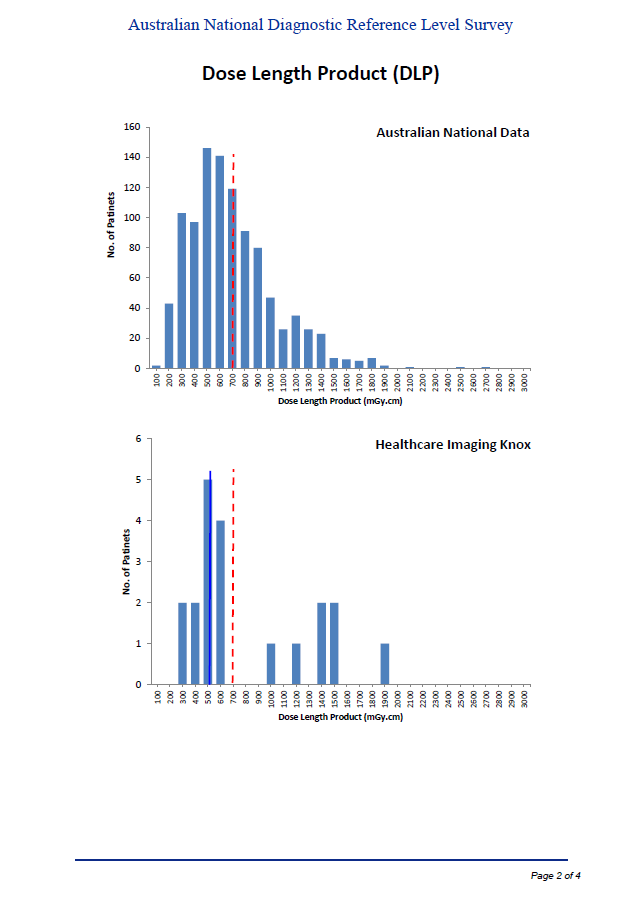 Australian National Diagnostic Reference Level Survey
Dose Length Product (DLP)
Australian National Data
No. of Patinets
160
140
120
100
80
60
40
20
0
100 200 300 400 500 600 700 800 900 1000 1100 1200 1300 1400 1500 1600 1700 1800 1900 2000 2100 2200 2300 2400 2500 2600 2700 2800 2900 3000
Dose Length Product (mGy.cm)
Healthcare Imaging Knox
No. of Patinets
6
5
4
3
2
1
0
100 200 300 400 500 600 700 800 900 1000 1100 1200 1300 1400 1500 1600 1700 1800 1900 2000 2100 2200 2300 2400 2500 2600 2700 2800 2900 3000
Dose Length Product (mGy.cm)
Page 2 of 4